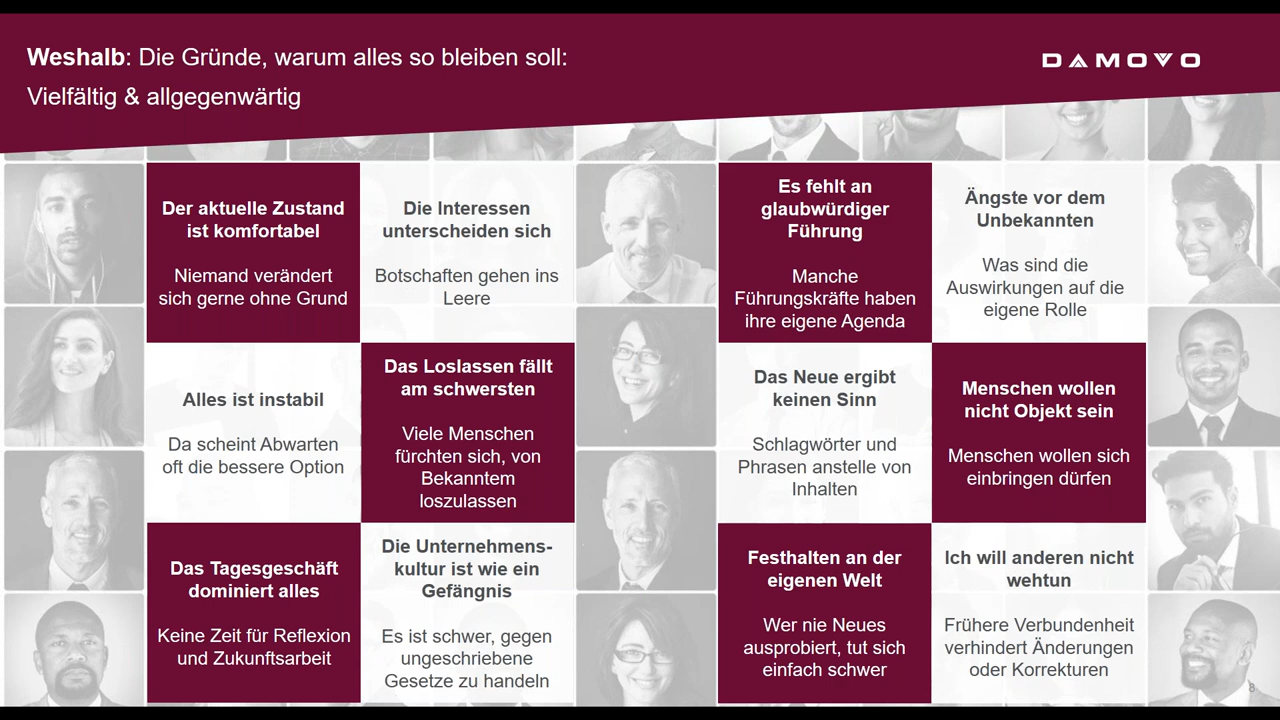 Weshalb: Die Gründe, warum alles so bleiben soll:
Vielfältig & allgegenwärtig
DAMOVO
Der aktuelle Zustand
ist komfortabel
Niemand verändert
sich gerne ohne Grund
Die Interessen
unterscheiden sich
Botschaften gehen ins
Leere
Es fehlt an
glaubwürdiger
Führung
Manche
Führungskräfte haben
ihre eigene Agenda
Ängste vor dem
Unbekannten
Was sind die
Auswirkungen auf die
eigene Rolle
Alles ist instabil
Da scheint Abwarten
oft die bessere Option
Das Loslassen fällt
am schwersten
Viele Menschen
fürchten sich, von
Bekanntem
loszulassen
Das Neue ergibt
keinen Sinn
Schlagwörter und
Phrasen anstelle von
Inhalten
Menschen wollen
nicht Objekt sein
Menschen wollen sich
einbringen dürfen
Das Tagesgeschäft
dominiert alles
Keine Zeit für Reflexion
und Zukunftsarbeit
Die Unternehmens-
kultur ist wie ein
Gefängnis
Es ist schwer, gegen
ungeschriebene
Gesetze zu handeln
Festhalten an der
eigenen Welt
Wer nie Neues
ausprobiert, tut sich
einfach schwer
Ich will anderen nicht
wehtun
Frühere Verbundenheit
verhindert Änderungen
oder Korrekturen
8